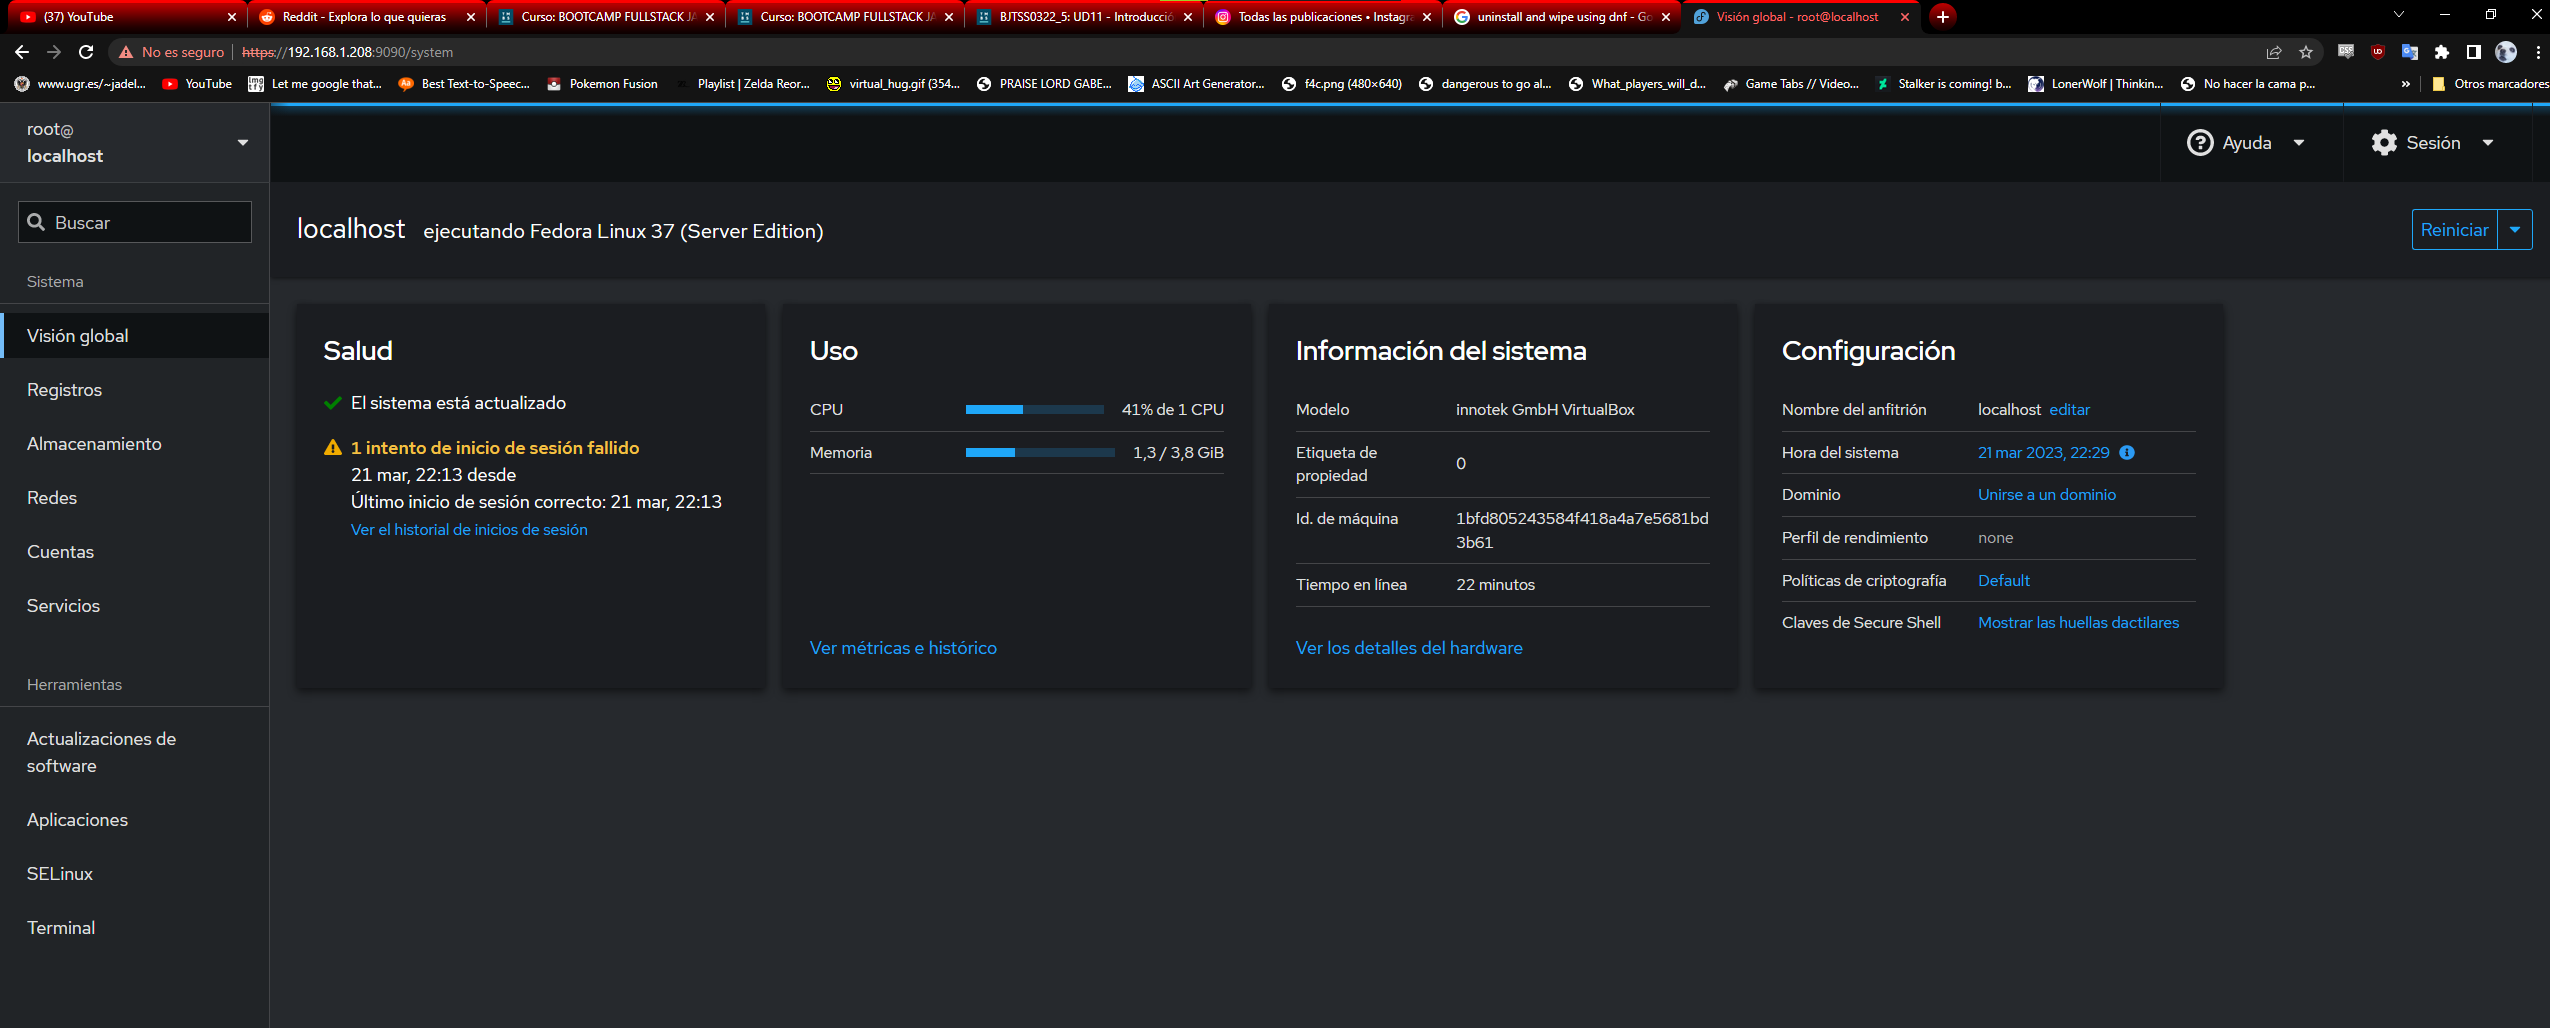 (37) YouTube
Reddit - Explora lo que quieras
Curso: BOOTCAMP FULLSTACK JA
Curso: BOOTCAMP FULLSTACK JA
BJTSS0322_5: UD11 - Introducció
Todas las publicaciones • Instagra
uninstall and wipe using dnf - Go
Visión global - root@localhost
No es seguro https://192.168.1.208:9090/system
www.ugr.es/~jadel...
YouTube
Let me google that...
Best Text-to-Speec...
Pokemon Fusion
Playlist | Zelda Reor...
virtual_hug.gif (354...
PRAISE LORD GABE...
ASCII Art Generator...
f4c.png (480×640)
dangerous to go al...
What_players_will_d...
Game Tabs // Video...
Stalker is coming! b...
LonerWolf | Thinkin...
No hacer la cama p...
»
Otros marcadores
root@
localhost
Ayuda
Sesión
Buscar
localhost ejecutando Fedora Linux 37 (Server Edition)
Reiniciar
Sistema
Visión global
Registros
Almacenamiento
Redes
Cuentas
Servicios
Herramientas
Actualizaciones de
software
Aplicaciones
SELinux
Terminal
Salud
El sistema está actualizado
1 intento de inicio de sesión fallido
21 mar, 22:13 desde
Último inicio de sesión correcto: 21 mar, 22:13
Ver el historial de inicios de sesión
Uso
CPU 41% de 1 CPU
Memoria 1,3 / 3,8 GiB
Ver métricas e histórico
Información del sistema
Modelo innotek GmbH VirtualBox
Etiqueta de
propiedad
0
Id. de máquina 1bfd805243584f418a4a7e5681bd
3b61
Tiempo en línea 22 minutos
Ver los detalles del hardware
Configuración
Nombre del anfitrión localhost editar
Hora del sistema 21 mar 2023, 22:29
Dominio Unirse a un dominio
Perfil de rendimiento none
Políticas de criptografía Default
Claves de Secure Shell Mostrar las huellas dactilares